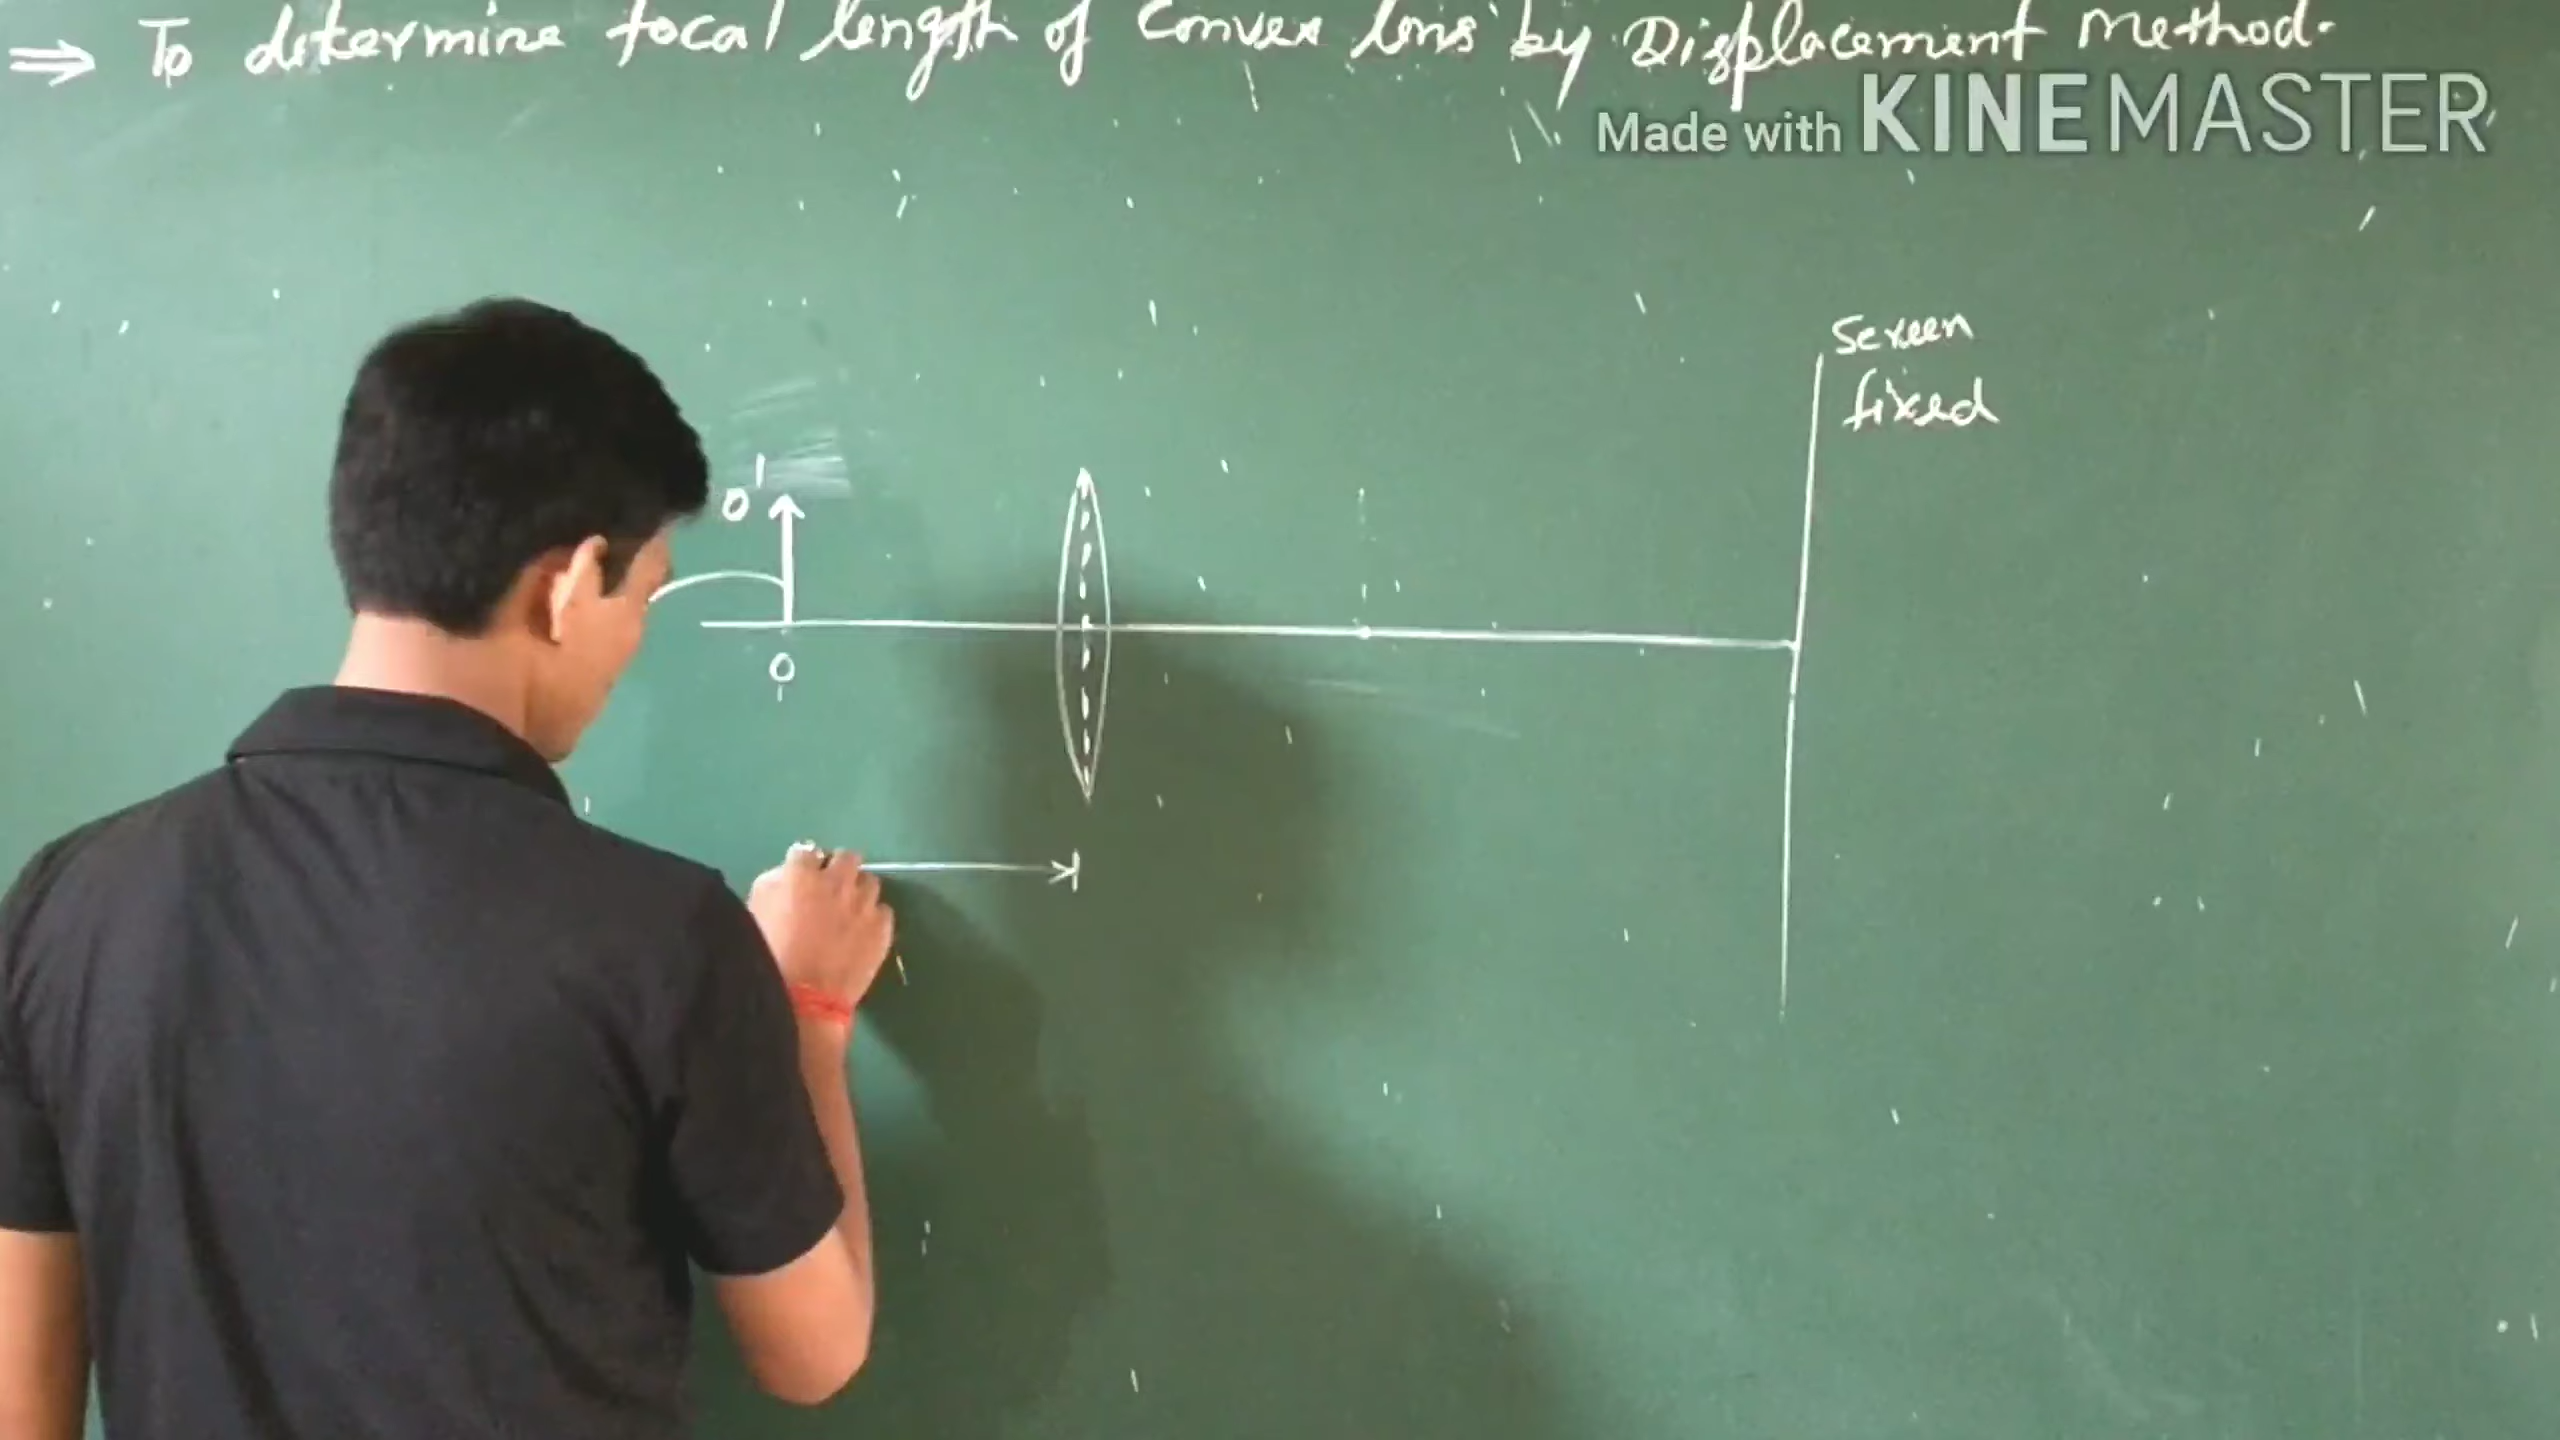 ⇒ To determine focal length of Convex lens by Displacement Method.
Made with KINEMASTER
Screen
fixed
O'
O